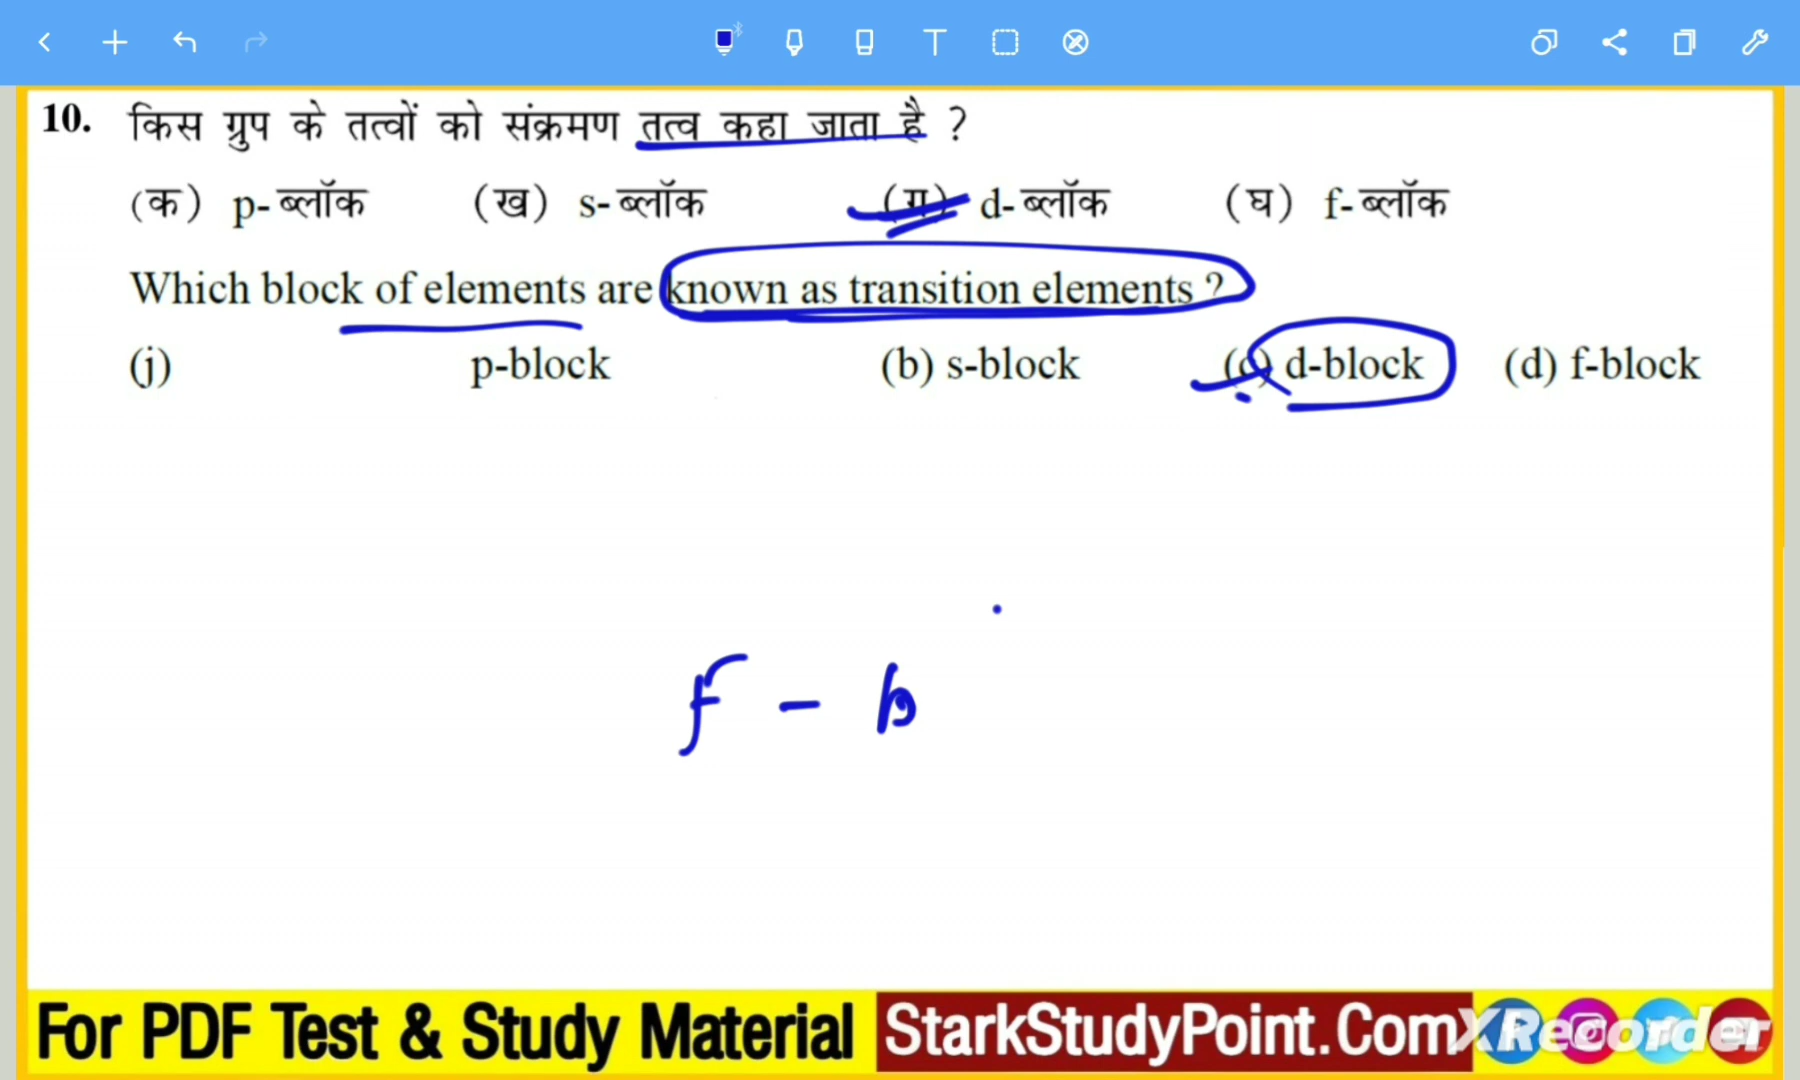 10. किस ग्रुप के तत्वों को संक्रमण तत्व कहा जाता है ?
(क) p-ब्लॉक (ख) s-ब्लॉक (ग) d-ब्लॉक (घ) f-ब्लॉक
Which block of elements are known as transition elements ?
(j) p-block (b) s-block (c) d-block (d) f-block
f - b
For PDF Test & Study Material StarkStudyPoint.Com XRecorder